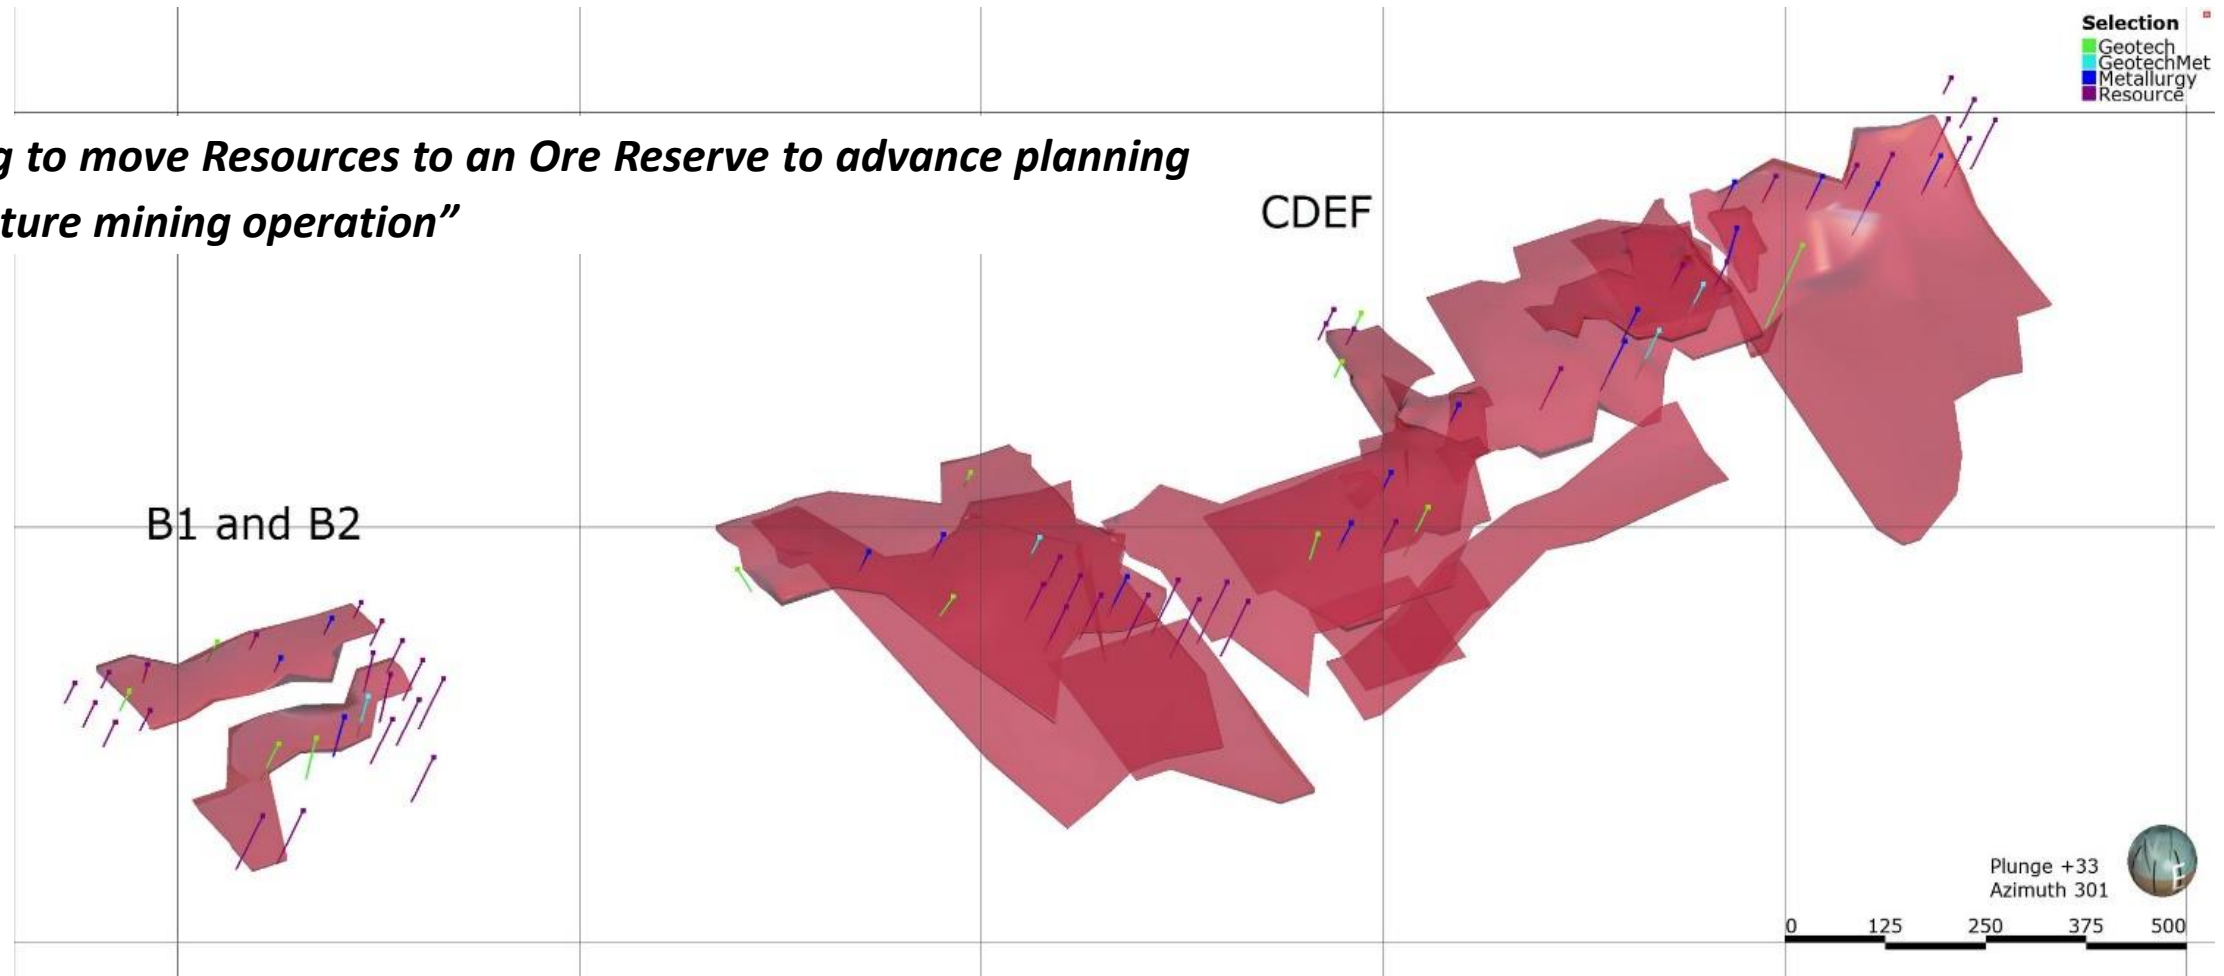 Selection
Geotech
GeotechMet
Metallurgy
Resource
to move Resources to an Ore Reserve to advance planning
mining operation”
CDEF
B1 and B2
Plunge +33
Azimuth 301
E
0 125 250 375 500